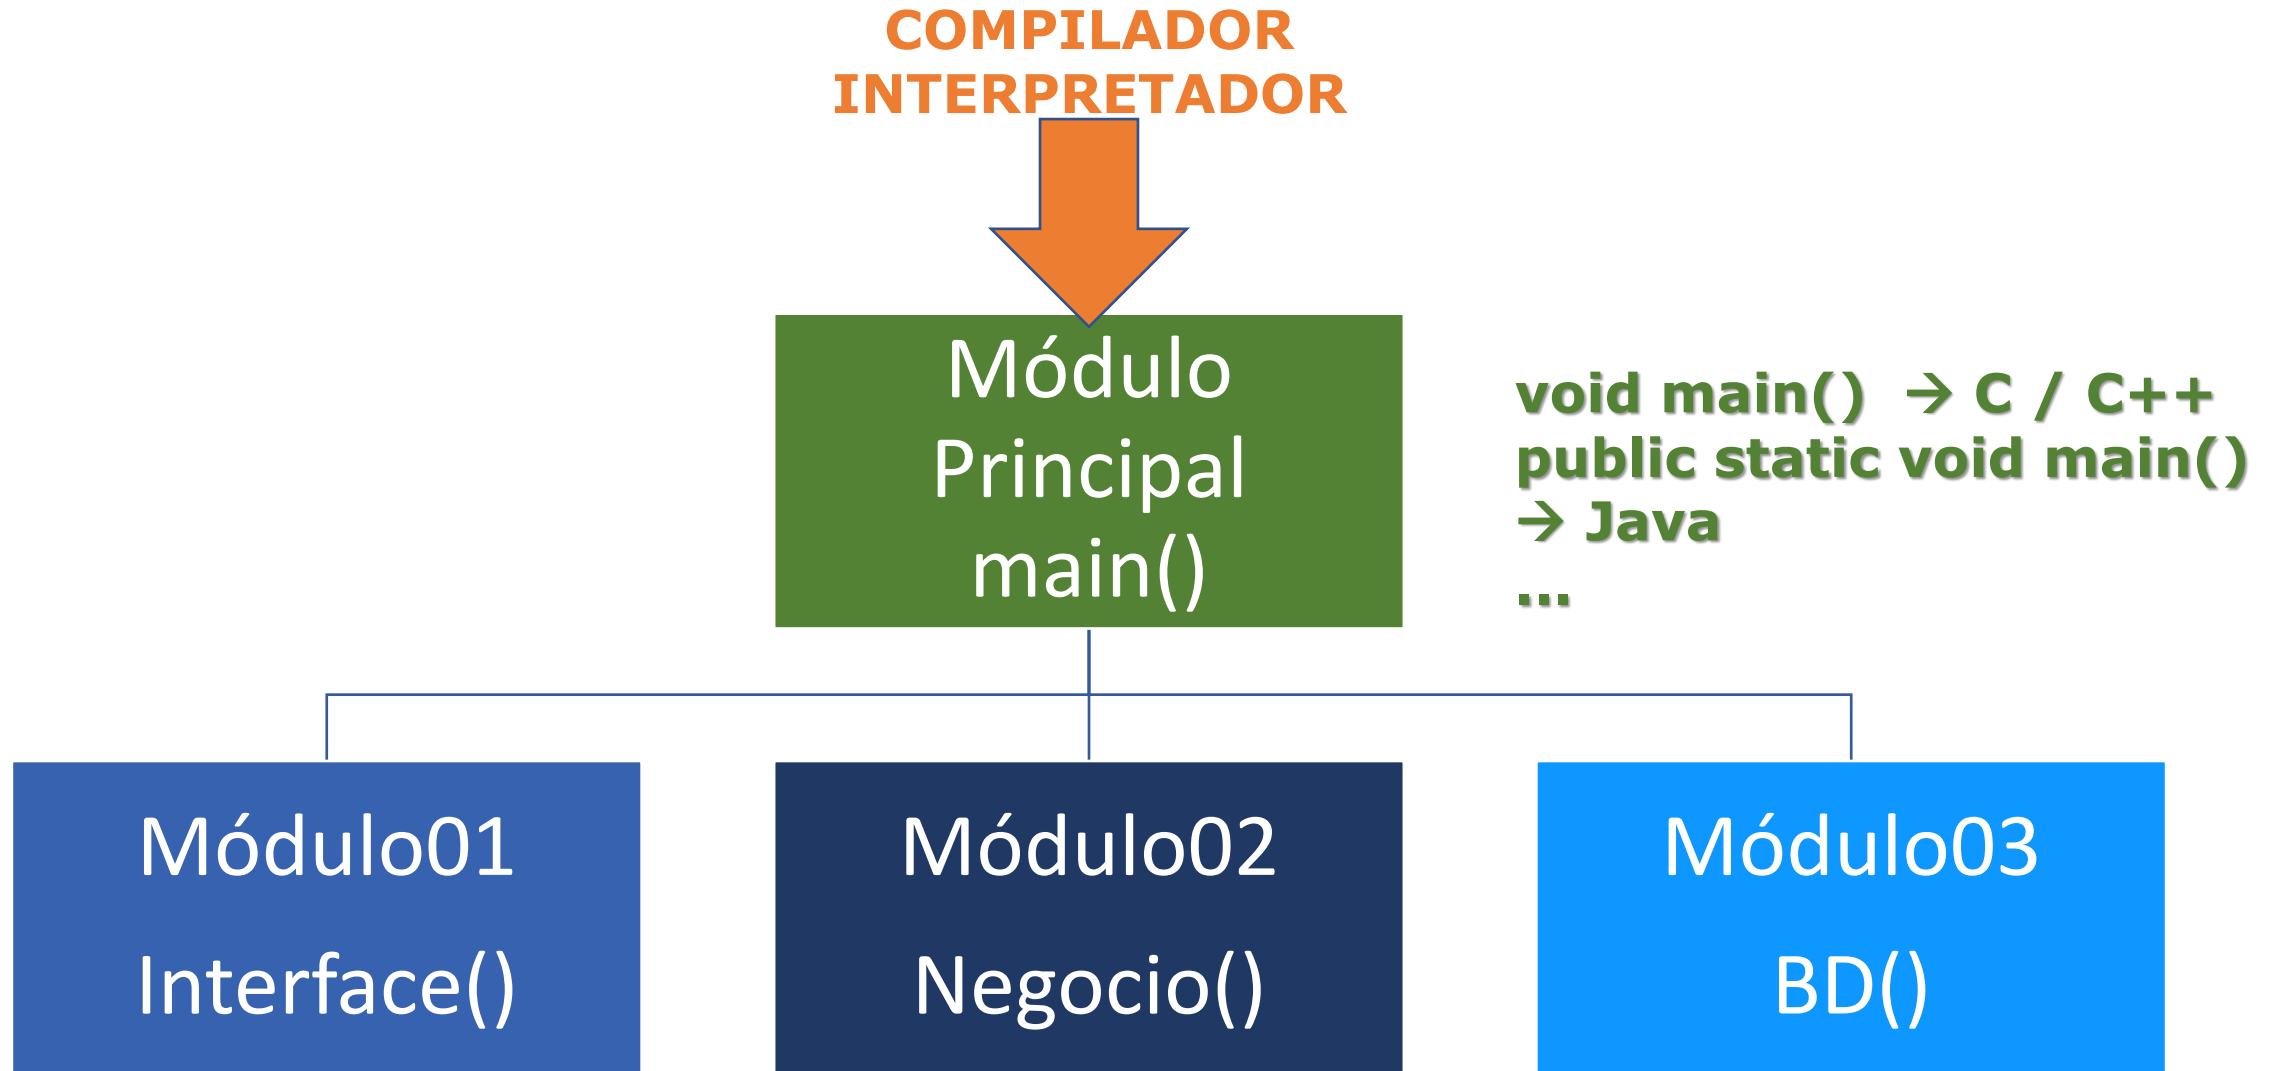 COMPILADOR
INTERPRETADOR
Módulo
Principal
main()
void main() → C / C++
public static void main()
→ Java
...
Módulo01
Interface()
Módulo02
Negocio()
Módulo03
BD()